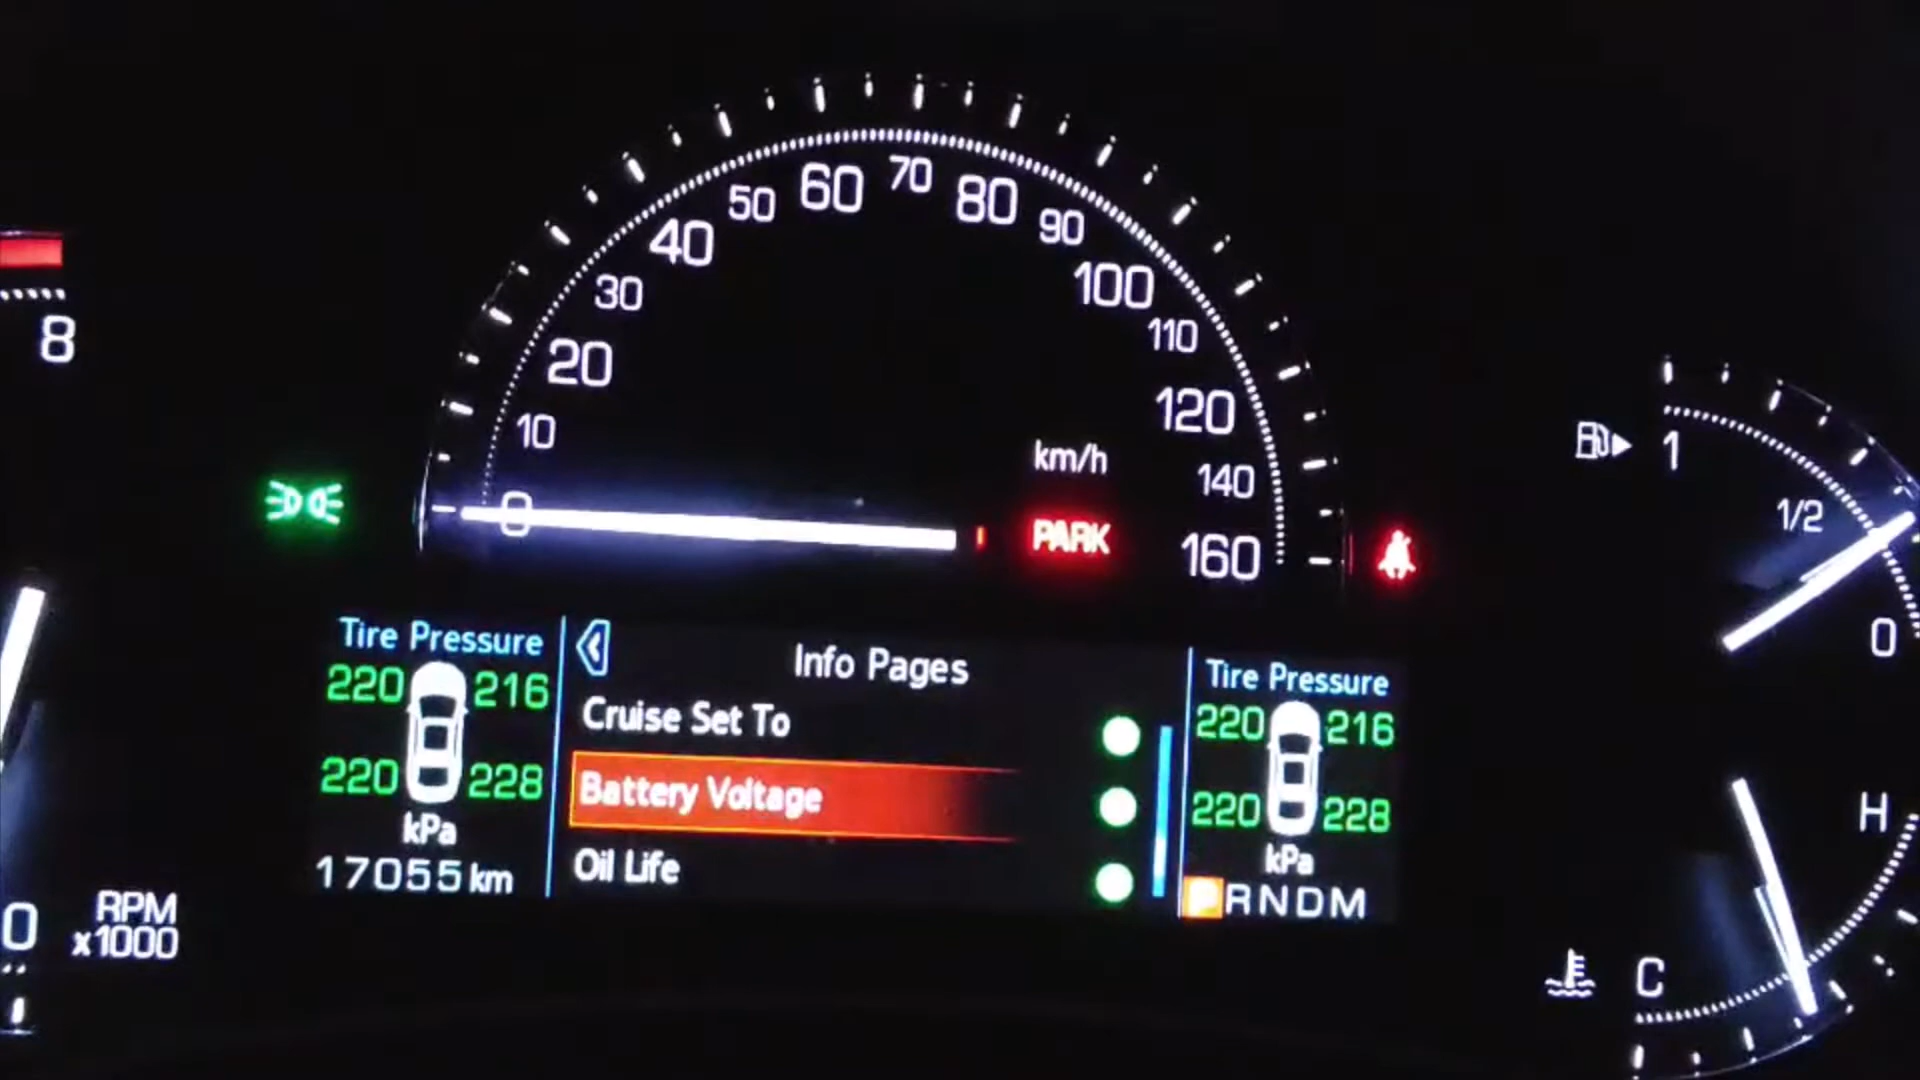 8
0
RPM
x1000
0
10
20
30
40
50
60
70
80
90
100
110
120
140
160
km/h
PARK
Tire Pressure
220 216
220 228
kPa
17055 km
Info Pages
Cruise Set To
Battery Voltage
Oil Life
Tire Pressure
220 216
220 228
kPa
PRNDM
1
1/2
0
H
C